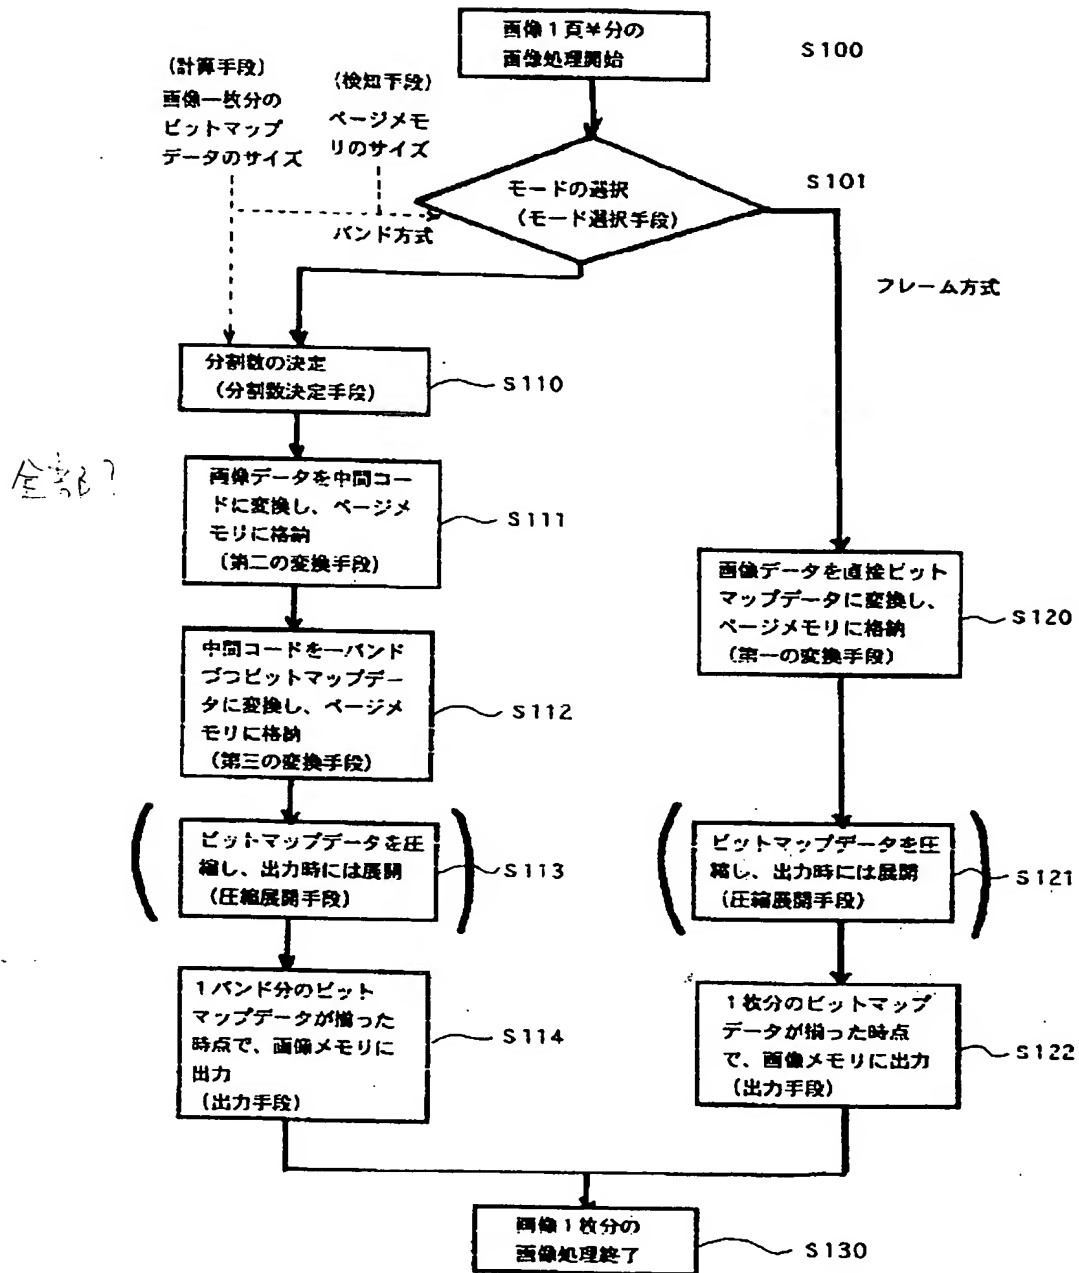 画像1頁¥分の
画像処理開始
S100
(計算手段)
画像一枚分の
ビットマップ
データのサイズ
(検知下段)
ページメモ
リのサイズ
モードの選択
(モード選択手段)
S101
バンド方式
フレーム方式
分割数の決定
(分割数決定手段)
S110
全部?
画像データを中間コー
ドに変換し、ページメ
モリに格納
(第二の変換手段)
S111
画像データを直接ビット
マップデータに変換し、
ページメモリに格納
(第一の変換手段)
S120
中間コードを一バンド
づつビットマップデー
タに変換し、ページメ
モリに格納
(第三の変換手段)
S112
ビットマップデータを圧
縮し、出力時には展開
(圧縮展開手段)
S113
ビットマップデータを圧
縮し、出力時には展開
(圧縮展開手段)
S121
1バンド分のビット
マップデータが揃った
時点で、画像メモリに
出力
(出力手段)
S114
1枚分のビットマップ
データが揃った時点
で、画像メモリに出力
(出力手段)
S122
画像1枚分の
画像処理終了
S130